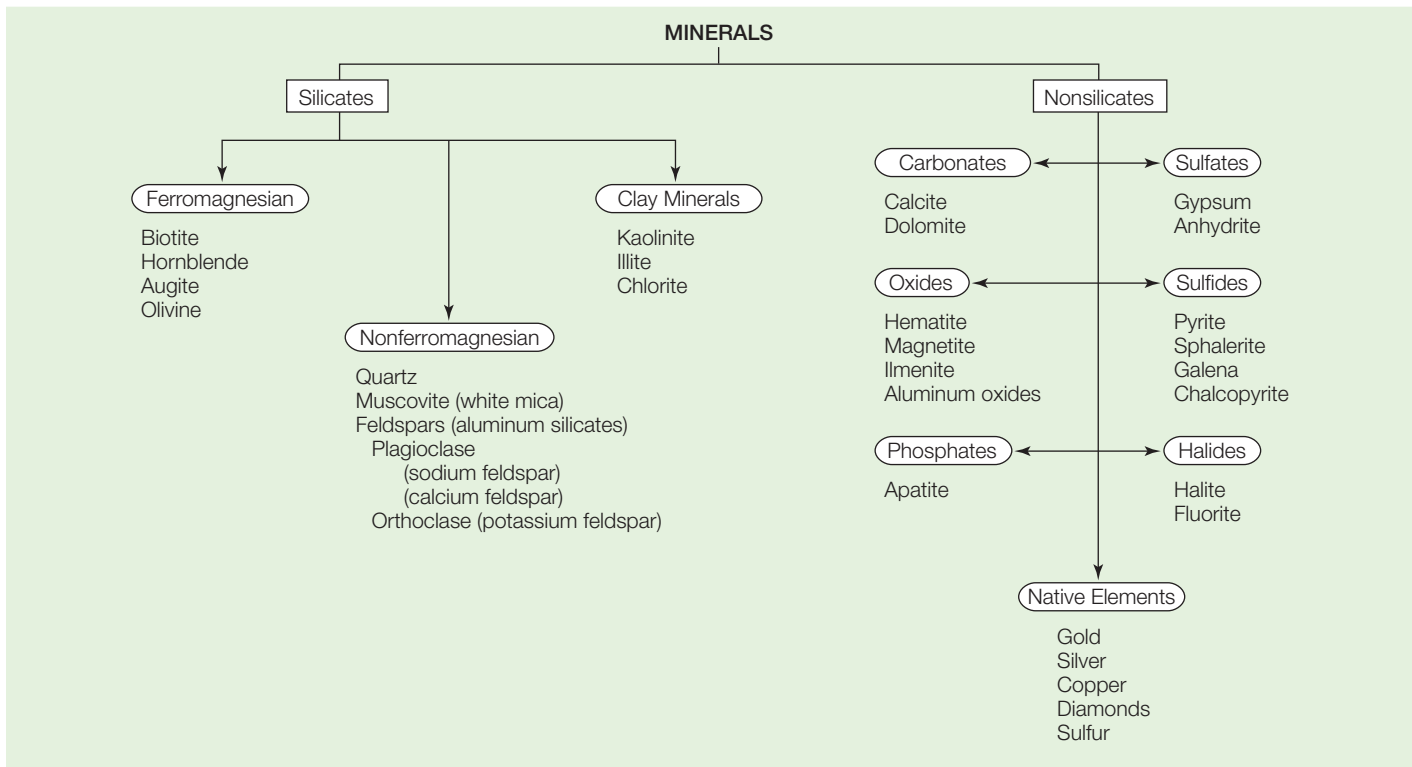 MINERALS
Silicates
Nonsilicates
Ferromagnesian
Biotite
Hornblende
Augite
Olivine
Nonferromagnesian
Quartz
Muscovite (white mica)
Feldspars (aluminum silicates)
Plagioclase
(sodium feldspar)
(calcium feldspar)
Orthoclase (potassium feldspar)
Clay Minerals
Kaolinite
Illite
Chlorite
Carbonates
Calcite
Dolomite
Sulfates
Gypsum
Anhydrite
Oxides
Hematite
Magnetite
Ilmenite
Aluminum oxides
Sulfides
Pyrite
Sphalerite
Galena
Chalcopyrite
Phosphates
Apatite
Halides
Halite
Fluorite
Native Elements
Gold
Silver
Copper
Diamonds
Sulfur